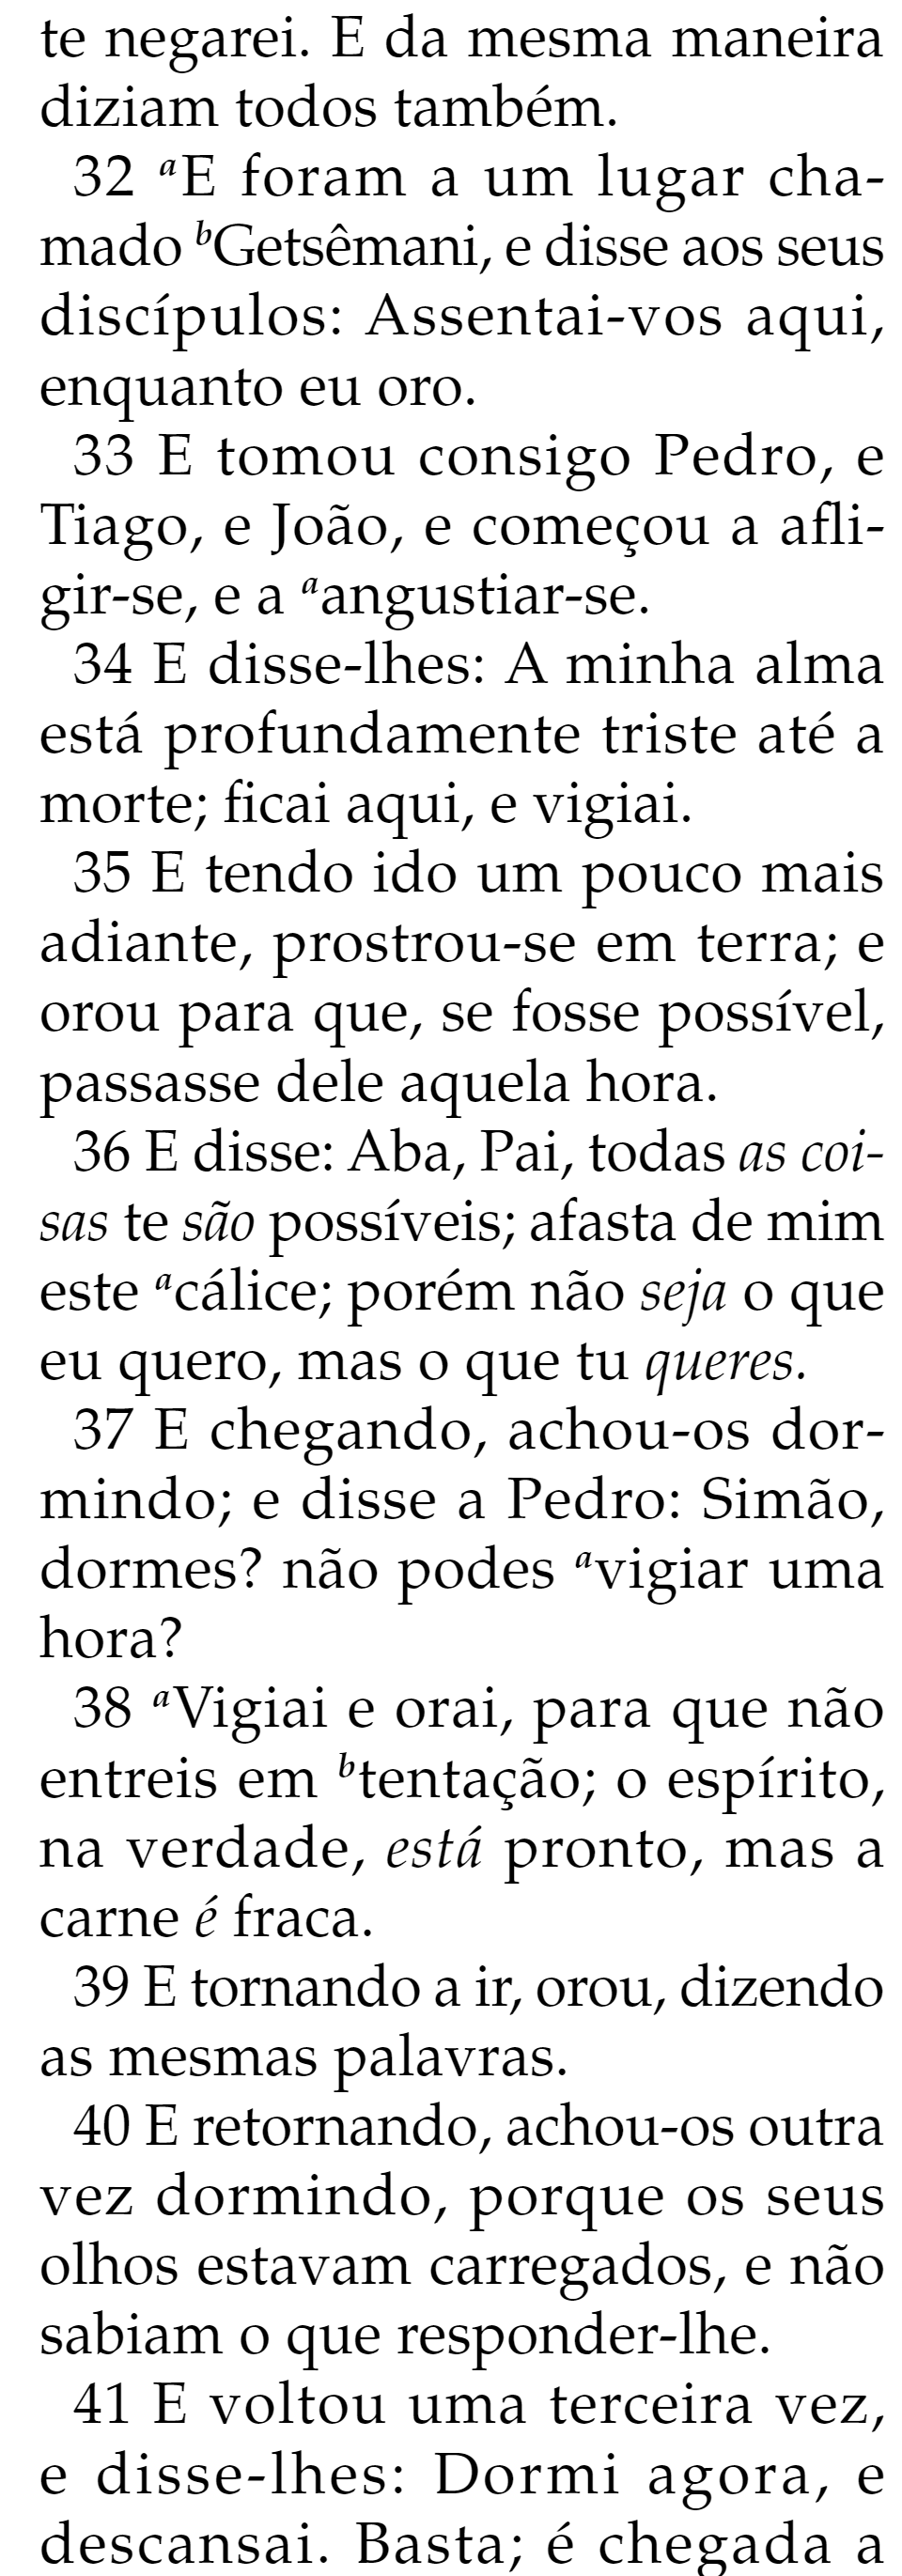 te negarei. E da mesma maneira
diziam todos também.
32 aE foram a um lugar cha-
mado bGetsêmani, e disse aos seus
discípulos: Assentai-vos aqui,
enquanto eu oro.
33 E tomou consigo Pedro, e
Tiago, e João, e começou a afli-
gir-se, e a aangustiar-se.
34 E disse-lhes: A minha alma
está profundamente triste até a
morte; ficai aqui, e vigiai.
35 E tendo ido um pouco mais
adiante, prostrou-se em terra; e
orou para que, se fosse possível,
passasse dele aquela hora.
36 E disse: Aba, Pai, todas as coi-
sas te são possíveis; afasta de mim
este acálice; porém não seja o que
eu quero, mas o que tu queres.
37 E chegando, achou-os dor-
mindo; e disse a Pedro: Simão,
dormes? não podes avigiar uma
hora?
38 aVigiai e orai, para que não
entreis em btentação; o espírito,
na verdade, está pronto, mas a
carne é fraca.
39 E tornando a ir, orou, dizendo
as mesmas palavras.
40 E retornando, achou-os outra
vez dormindo, porque os seus
olhos estavam carregados, e não
sabiam o que responder-lhe.
41 E voltou uma terceira vez,
e disse-lhes: Dormi agora, e
descansai. Basta; é chegada a